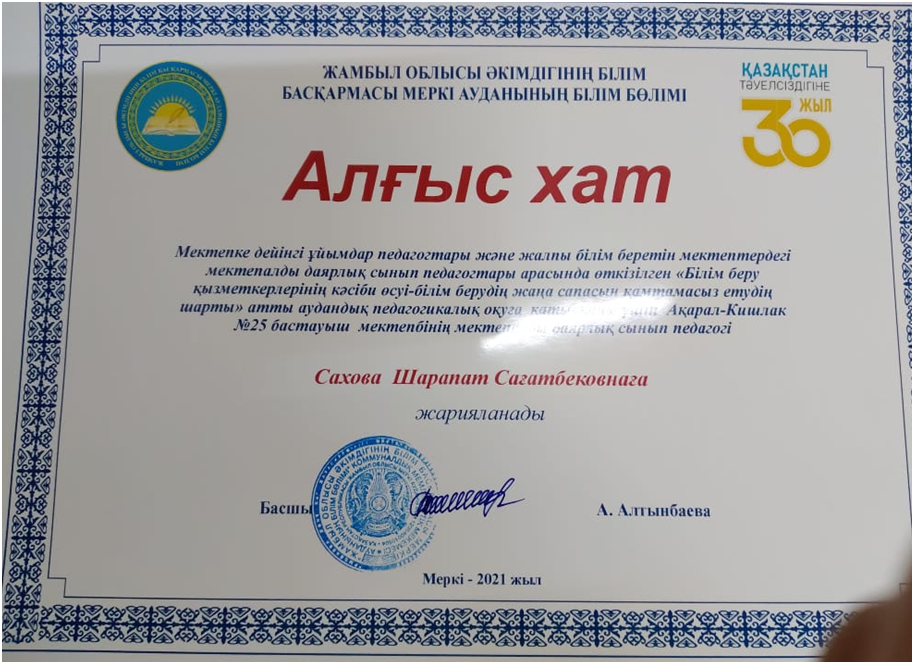 ЖАМБЫЛ ОБЛЫСЫ ӘКІМДІГІНІҢ БІЛІМ
БАСҚАРМАСЫ МЕРКІ АУДАНЫНЫҢ БІЛІМ БӨЛІМІ
ҚАЗАҚСТАН
ТӘУЕЛСІЗДІГІНЕ
30 ЖЫЛ
Алғыс хат
Мектепке дейінгі ұйымдар педагогтары және жалпы білім беретін мектептердегі
мектепалды даярлық сынып педагогтары арасында өткізілген «Білім беру
қызметкерлерінің кәсіби өсуі-білім берудің жаңа сапасын қамтамасыз етудің
шарты» атты аудандық педагогикалық оқуға Ақарал-Кишлак
№25 бастауыш мектебінің даярлық сынып педагогі
Сахова Шарапат Сағатбековнаға
жарияланады
Басшы А. Алтынбаева
Меркі - 2021 жыл